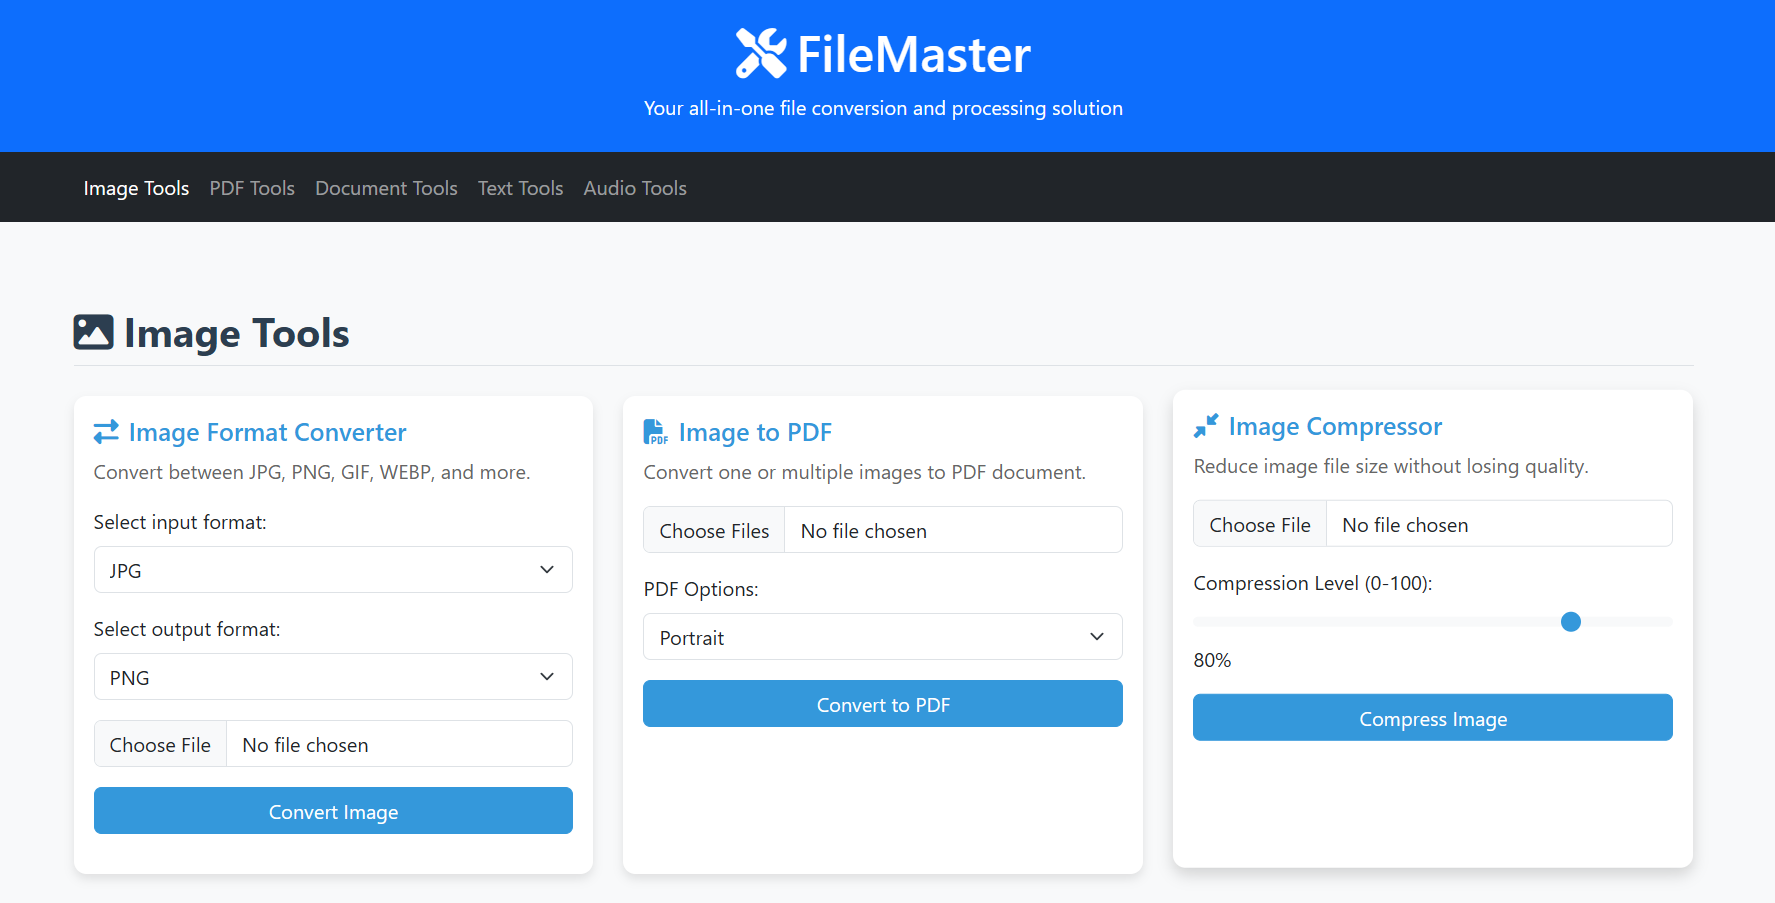 FileMaster
Your all-in-one file conversion and processing solution
Image Tools PDF Tools Document Tools Text Tools Audio Tools
Image Tools
Image Format Converter
Convert between JPG, PNG, GIF, WEBP, and more.
Select input format:
JPG
Select output format:
PNG
Choose File No file chosen
Convert Image
PDF
Image to PDF
Convert one or multiple images to PDF document.
Choose Files No file chosen
PDF Options:
Portrait
Convert to PDF
Image Compressor
Reduce image file size without losing quality.
Choose File No file chosen
Compression Level (0-100):
80%
Compress Image